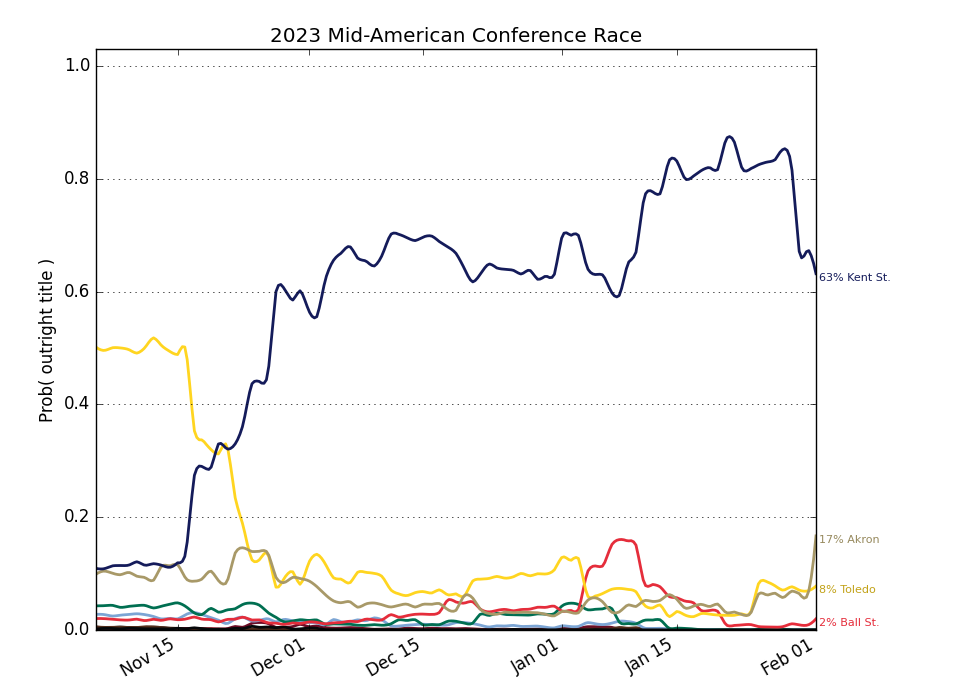 2023 Mid-American Conference Race
Prob( outright title )
1.0
0.8
0.6
0.4
0.2
0.0
63% Kent St.
17% Akron
8% Toledo
2% Ball St.
Nov 15
Dec 01
Dec 15
Jan 01
Jan 15
Feb 01